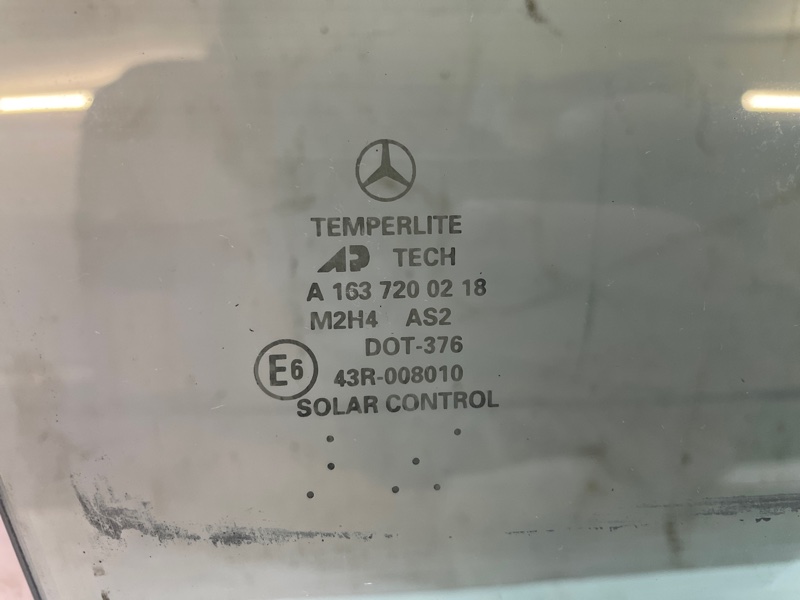 TEMPERLITE
AP TECH
A 163 720 02 18
M2H4 AS2
DOT-376
E6 43R-008010
SOLAR CONTROL